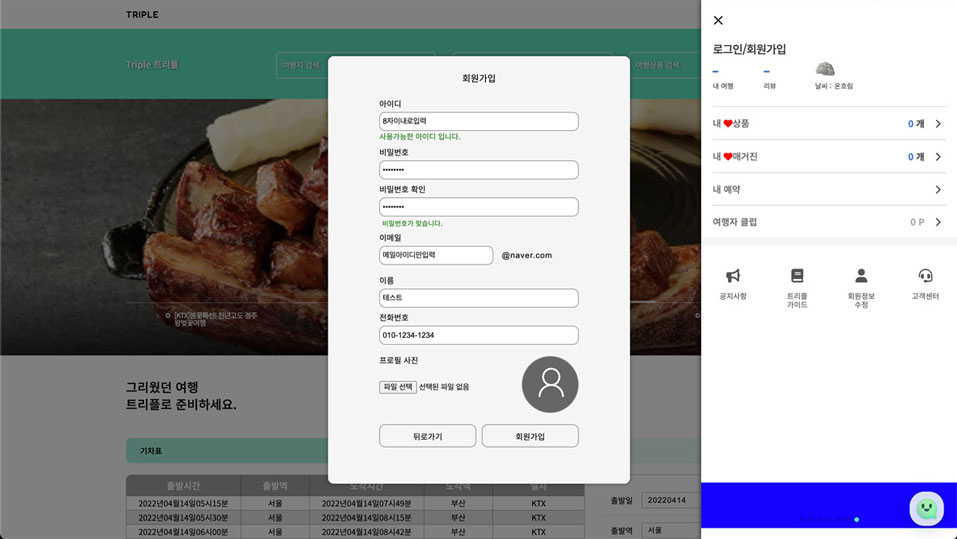 TRIPLE
Triple 트리플
여행지 검색
여행상품 검색
[KTX]봄꽃특선] 천년고도 경주
왕벚꽃여행
그리웠던 여행
트리플로 준비하세요.
기차표
출발시간 출발역 도착시간 도착역 열차
2022년04월14일05시15분 서울 2022년04월14일07시49분 부산 KTX
2022년04월14일05시30분 서울 2022년04월14일08시15분 부산 KTX
2022년04월14일06시00분 서울 2022년04월14일08시42분 부산 KTX
출발일 20220414
출발역 서울
회원가입
아이디
8자이내로입력
사용가능한 아이디 입니다.
비밀번호
비밀번호 확인
비밀번호가 맞습니다.
이메일
메일아이디만입력 @naver.com
이름
테스트
전화번호
010-1234-1234
프로필 사진
파일 선택 선택된 파일 없음
뒤로가기 회원가입
로그인/회원가입
내 여행 리뷰 날씨 : 온흐림
내 ♥상품 0 개
내 ♥매거진 0 개
내 예약
여행자 클럽 0 P
공지사항
트리플
가이드
회원정보
수정
고객센터